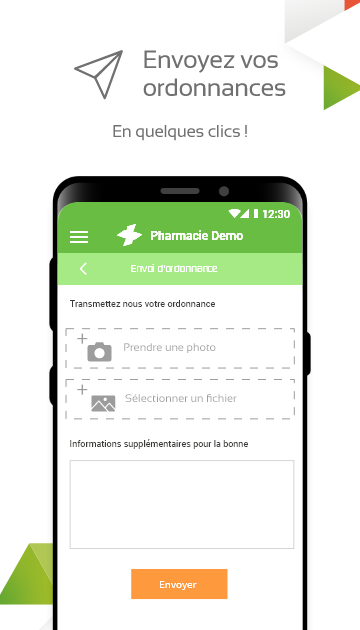 Envoyez vos
ordonnances
En quelques clics !
12:30
Pharmacie Demo
Envoi d'ordonnance
Transmettez nous votre ordonnance
Prendre une photo
Sélectionner un fichier
Informations supplémentaires pour la bonne
Envoyer